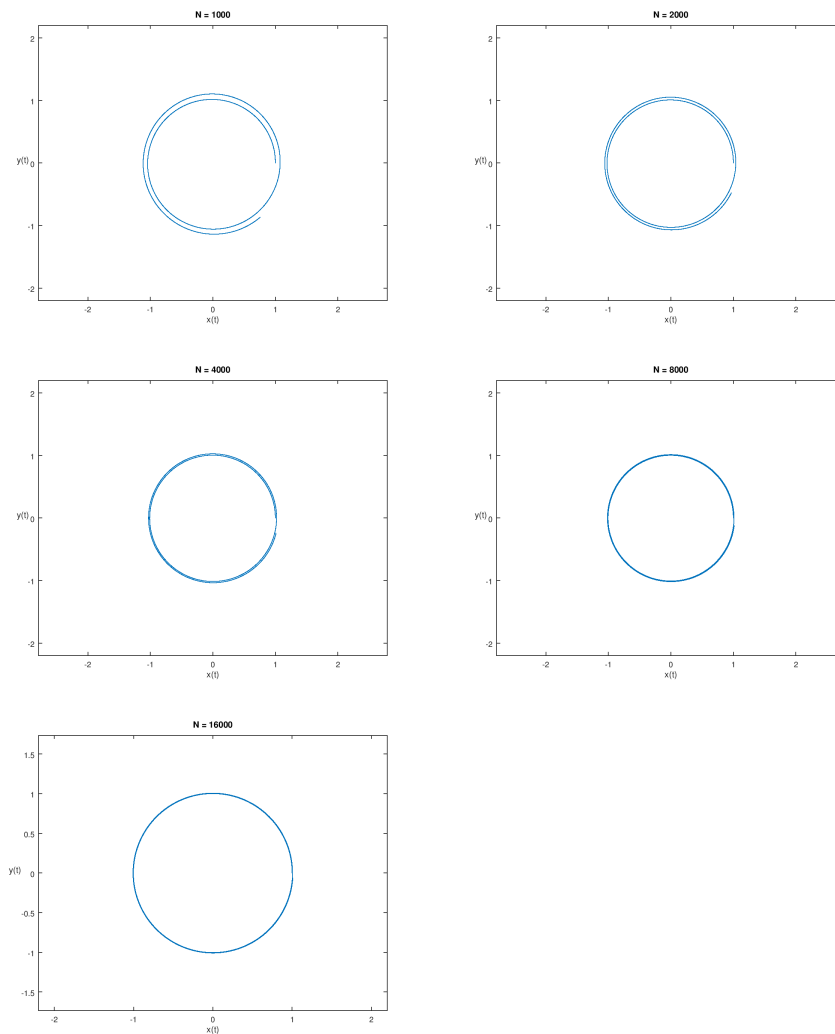 N = 1000
2
1
y(t) 0
-1
-2
-2 -1 0 1 2
x(t)
N = 2000
2
1
y(t) 0
-1
-2
-2 -1 0 1 2
x(t)
N = 4000
2
1
y(t) 0
-1
-2
-2 -1 0 1 2
x(t)
N = 8000
2
1
y(t) 0
-1
-2
-2 -1 0 1 2
x(t)
N = 16000
1.5
1
0.5
y(t) 0
-0.5
-1
-1.5
-2 -1 0 1 2
x(t)